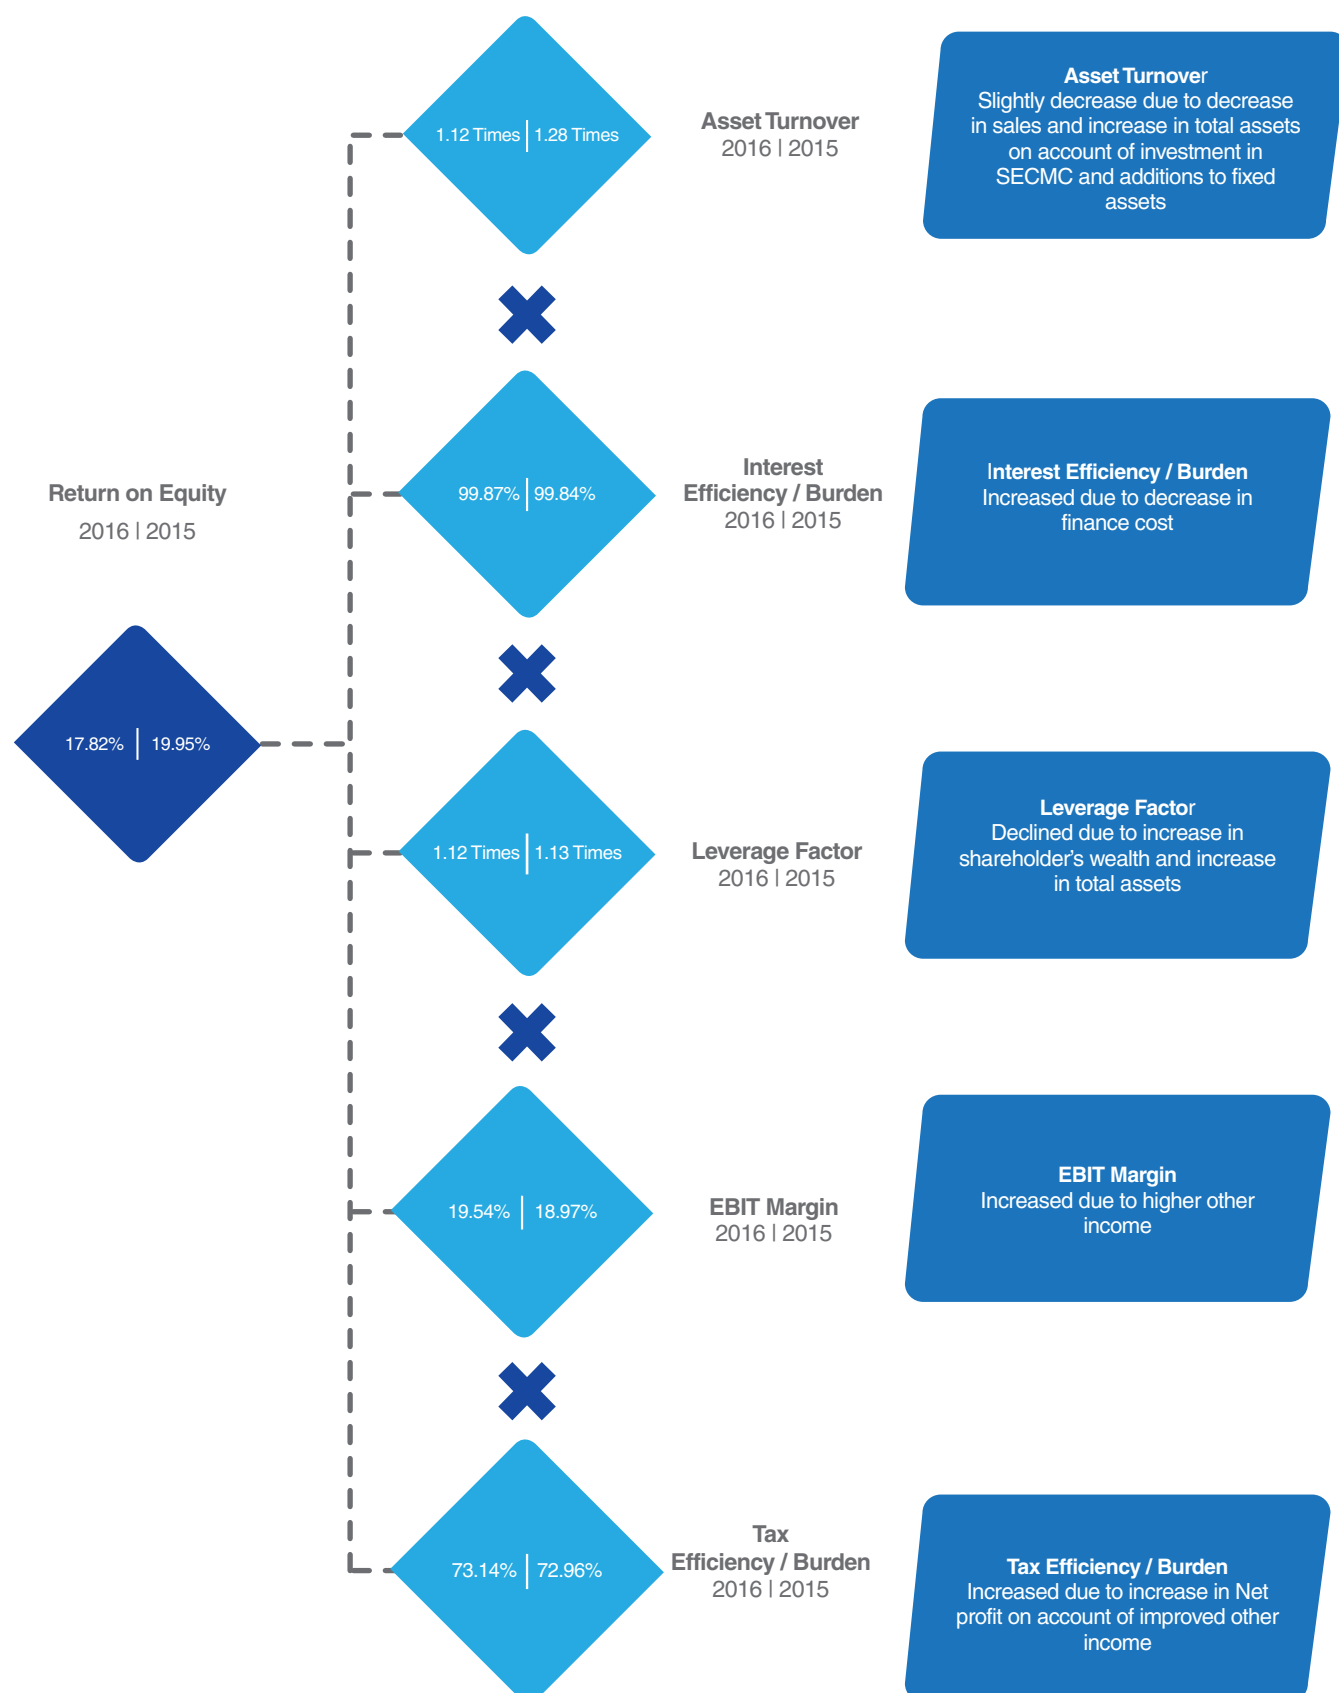 1.12 Times | 1.28 Times
Asset Turnover
2016 | 2015
Asset Turnover
Slightly decrease due to decrease
in sales and increase in total assets
on account of investment in
SECMC and additions to fixed
assets
Return on Equity
2016 | 2015
17.82% | 19.95%
99.87% | 99.84%
Interest
Efficiency / Burden
2016 | 2015
Interest Efficiency / Burden
Increased due to decrease in
finance cost
1.12 Times | 1.13 Times
Leverage Factor
2016 | 2015
Leverage Factor
Declined due to increase in
shareholder’s wealth and increase
in total assets
19.54% | 18.97%
EBIT Margin
2016 | 2015
EBIT Margin
Increased due to higher other
income
73.14% | 72.96%
Tax
Efficiency / Burden
2016 | 2015
Tax Efficiency / Burden
Increased due to increase in Net
profit on account of improved other
income